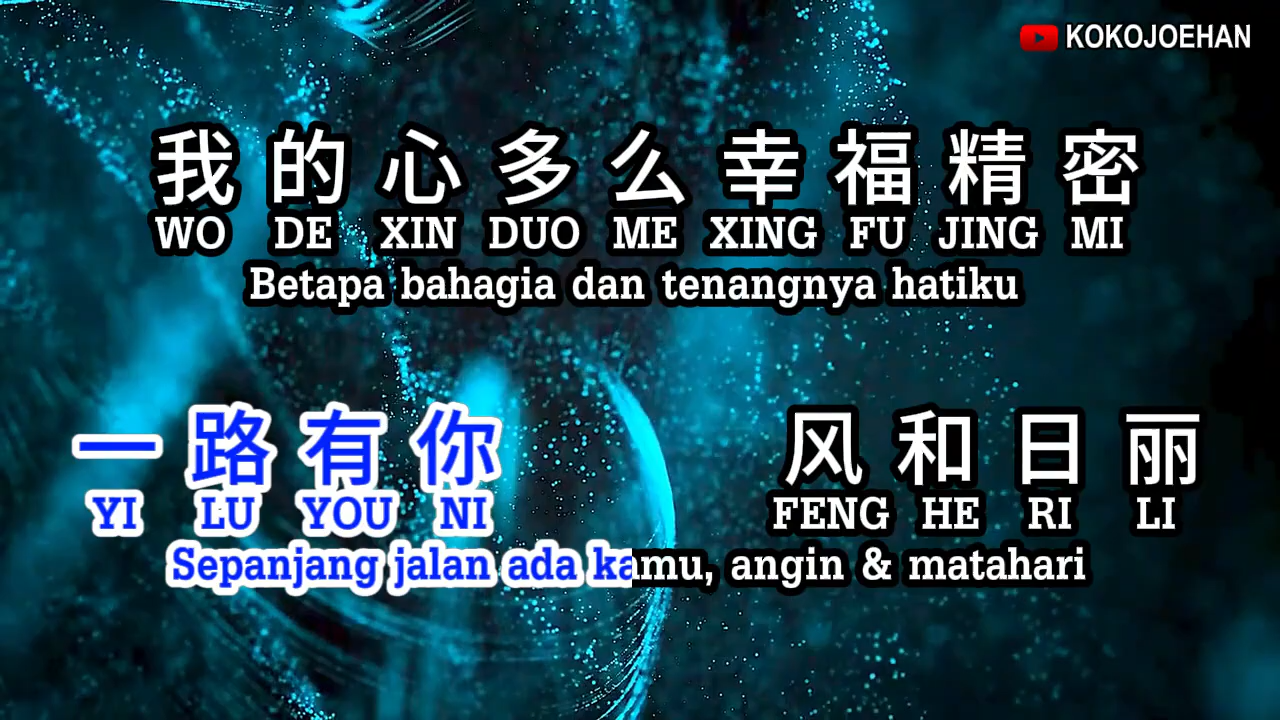 KOKOJOEHAN
我的心多么幸福精密
WO DE XIN DUO ME XING FU JING MI
Betapa bahagia dan tenangnya hatiku
一路有你 风和日丽
YI LU YOU NI FENG HE RI LI
Sepanjang jalan ada kamu, angin & matahari